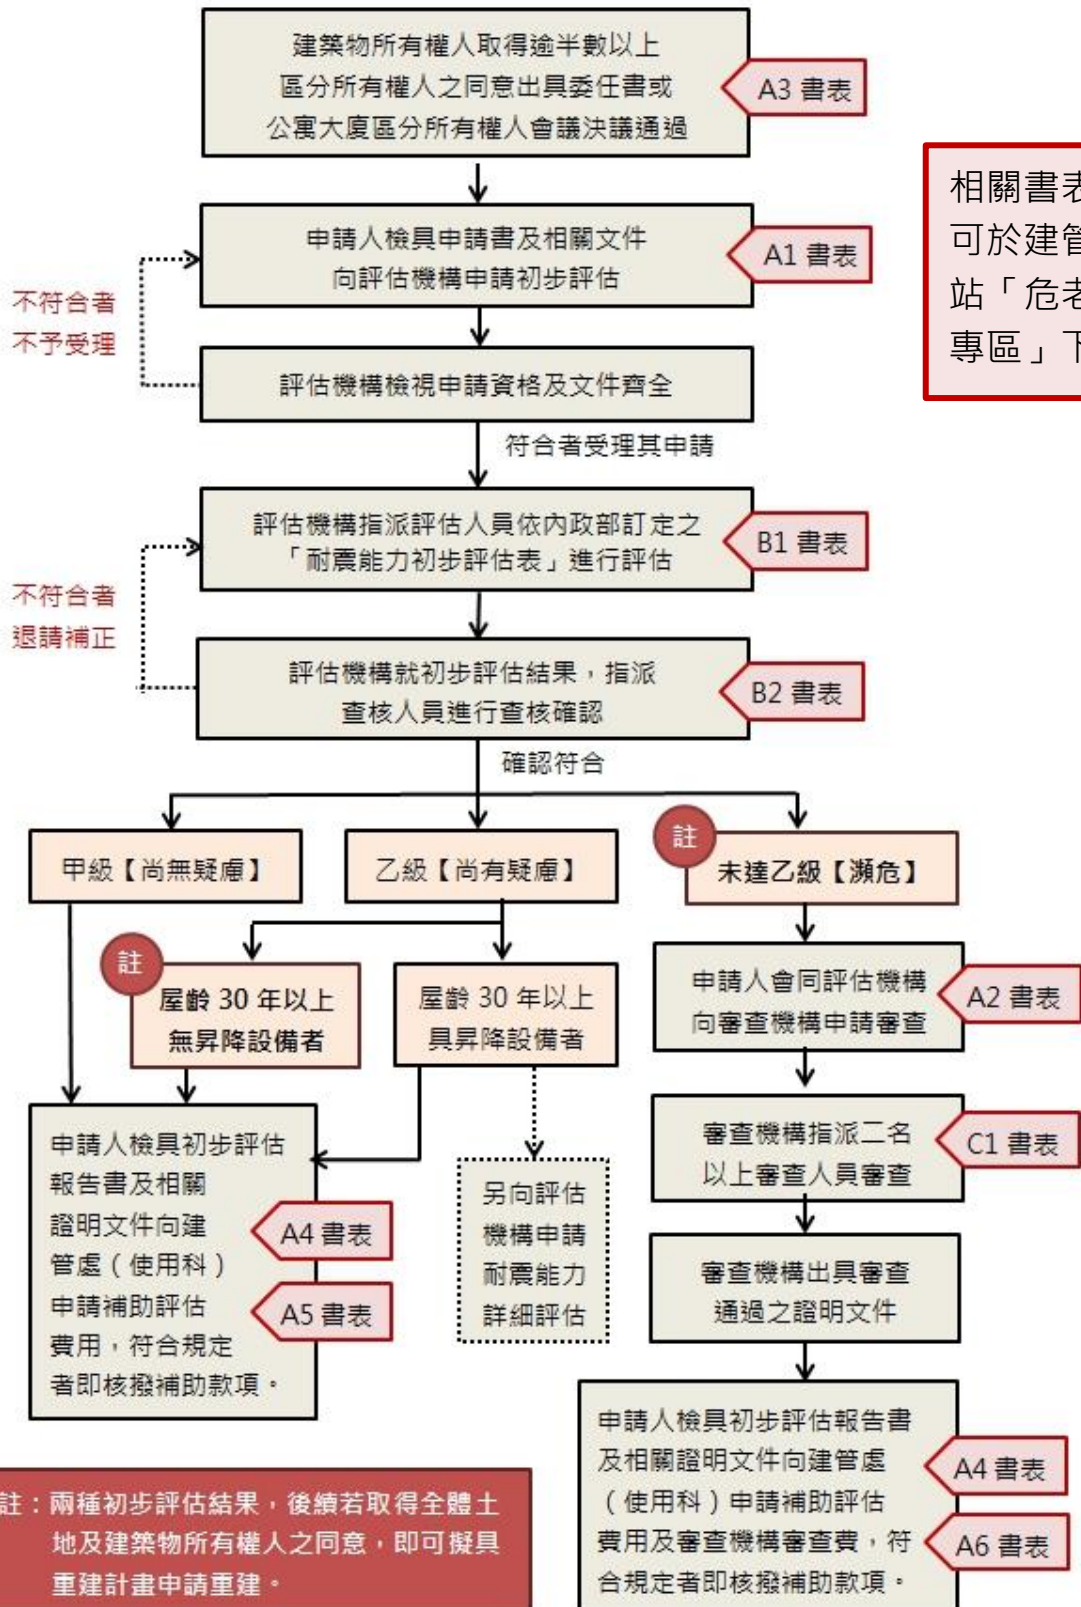 建築物所有權人取得逾半數以上
區分所有權人之同意出具委任書或
公寓大廈區分所有權人會議決議通過
A3 書表
相關書表
可於建管
站「危老
專區」下
申請人檢具申請書及相關文件
向評估機構申請初步評估
A1 書表
不符合者
不予受理
評估機構檢視申請資格及文件齊全
符合者受理其申請
評估機構指派評估人員依內政部訂定之
「耐震能力初步評估表」進行評估
B1 書表
不符合者
退請補正
評估機構就初步評估結果，指派
查核人員進行查核確認
B2 書表
確認符合
甲級【尚無疑慮】
乙級【尚有疑慮】
註
未達乙級【瀕危】
註
屋齡 30 年以上
無昇降設備者
屋齡 30 年以上
具昇降設備者
申請人會同評估機構
向審查機構申請審查
A2 書表
審查機構指派二名
以上審查人員審查
C1 書表
申請人檢具初步評估
報告書及相關
證明文件向建
管處（使用科）
申請補助評估
費用，符合規定
者即核撥補助款項。
A4 書表
A5 書表
另向評估
機構申請
耐震能力
詳細評估
審查機構出具審查
通過之證明文件
申請人檢具初步評估報告書
及相關證明文件向建管處
（使用科）申請補助評估
費用及審查機構審查費，符
合規定者即核撥補助款項。
A4 書表
A6 書表
註：兩種初步評估結果，後續若取得全體土
地及建築物所有權人之同意，即可擬具
重建計畫申請重建。